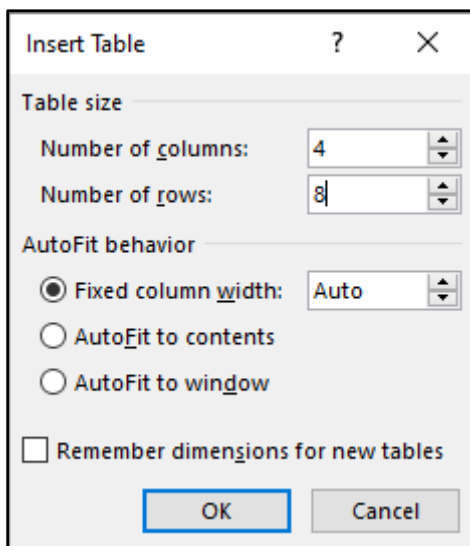 Insert Table ?
Table size
Number of columns: 4
Number of rows: 8
AutoFit behavior
Fixed column width: Auto
AutoFit to contents
AutoFit to window
Remember dimensions for new tables
OK Cancel